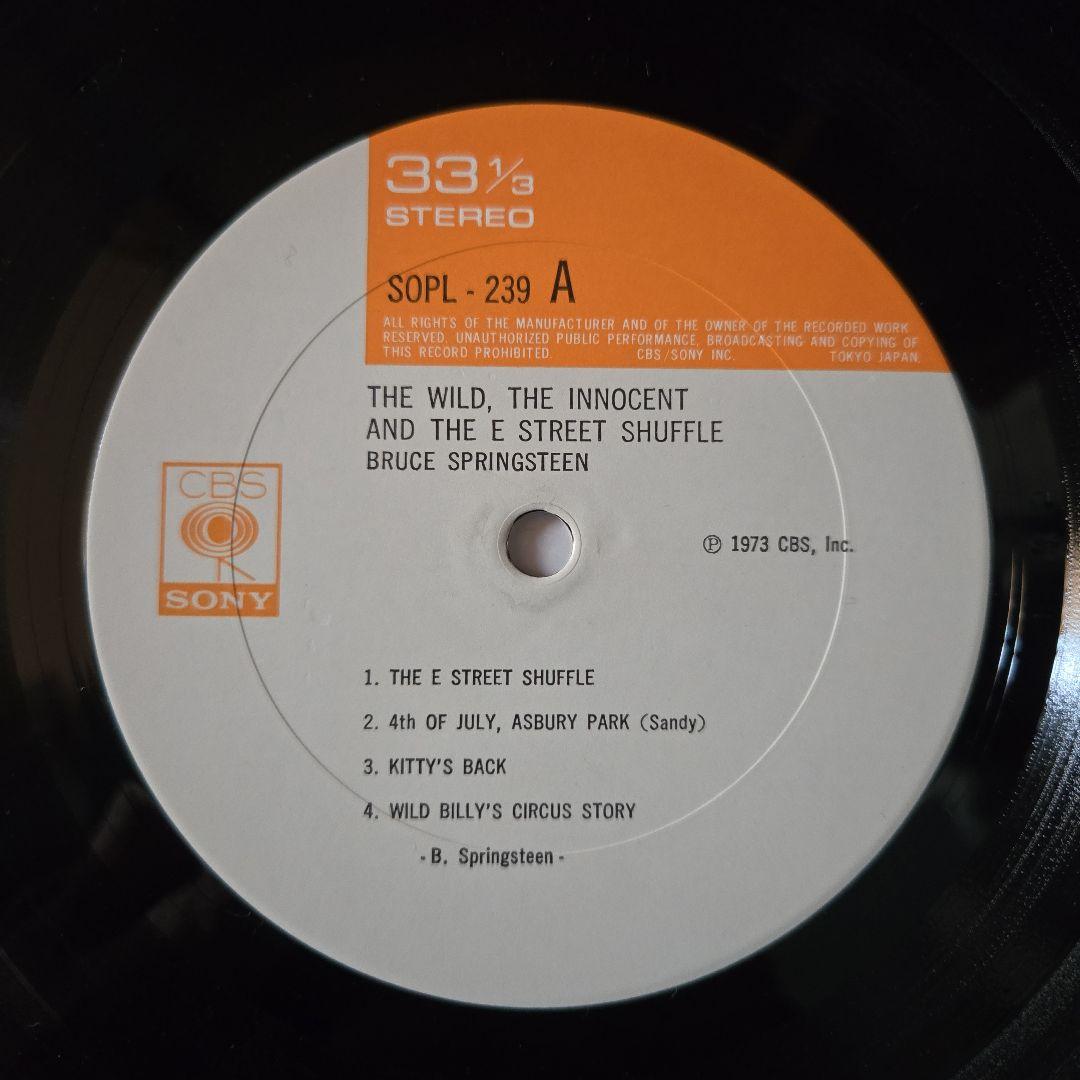 33 1/3
STEREO
SOPL - 239 A
ALL RIGHTS OF THE MANUFACTURER AND OF THE OWNER OF THE RECORDED WORK
RESERVED. UNAUTHORIZED PUBLIC PERFORMANCE, BROADCASTING AND COPYING OF
THIS RECORD PROHIBITED. CBS/SONY INC. TOKYO JAPAN.
THE WILD, THE INNOCENT
AND THE E STREET SHUFFLE
BRUCE SPRINGSTEEN
CBS
SONY
Ⓟ 1973 CBS, Inc.
1. THE E STREET SHUFFLE
2. 4th OF JULY, ASBURY PARK (Sandy)
3. KITTY'S BACK
4. WILD BILLY'S CIRCUS STORY
- B. Springsteen -